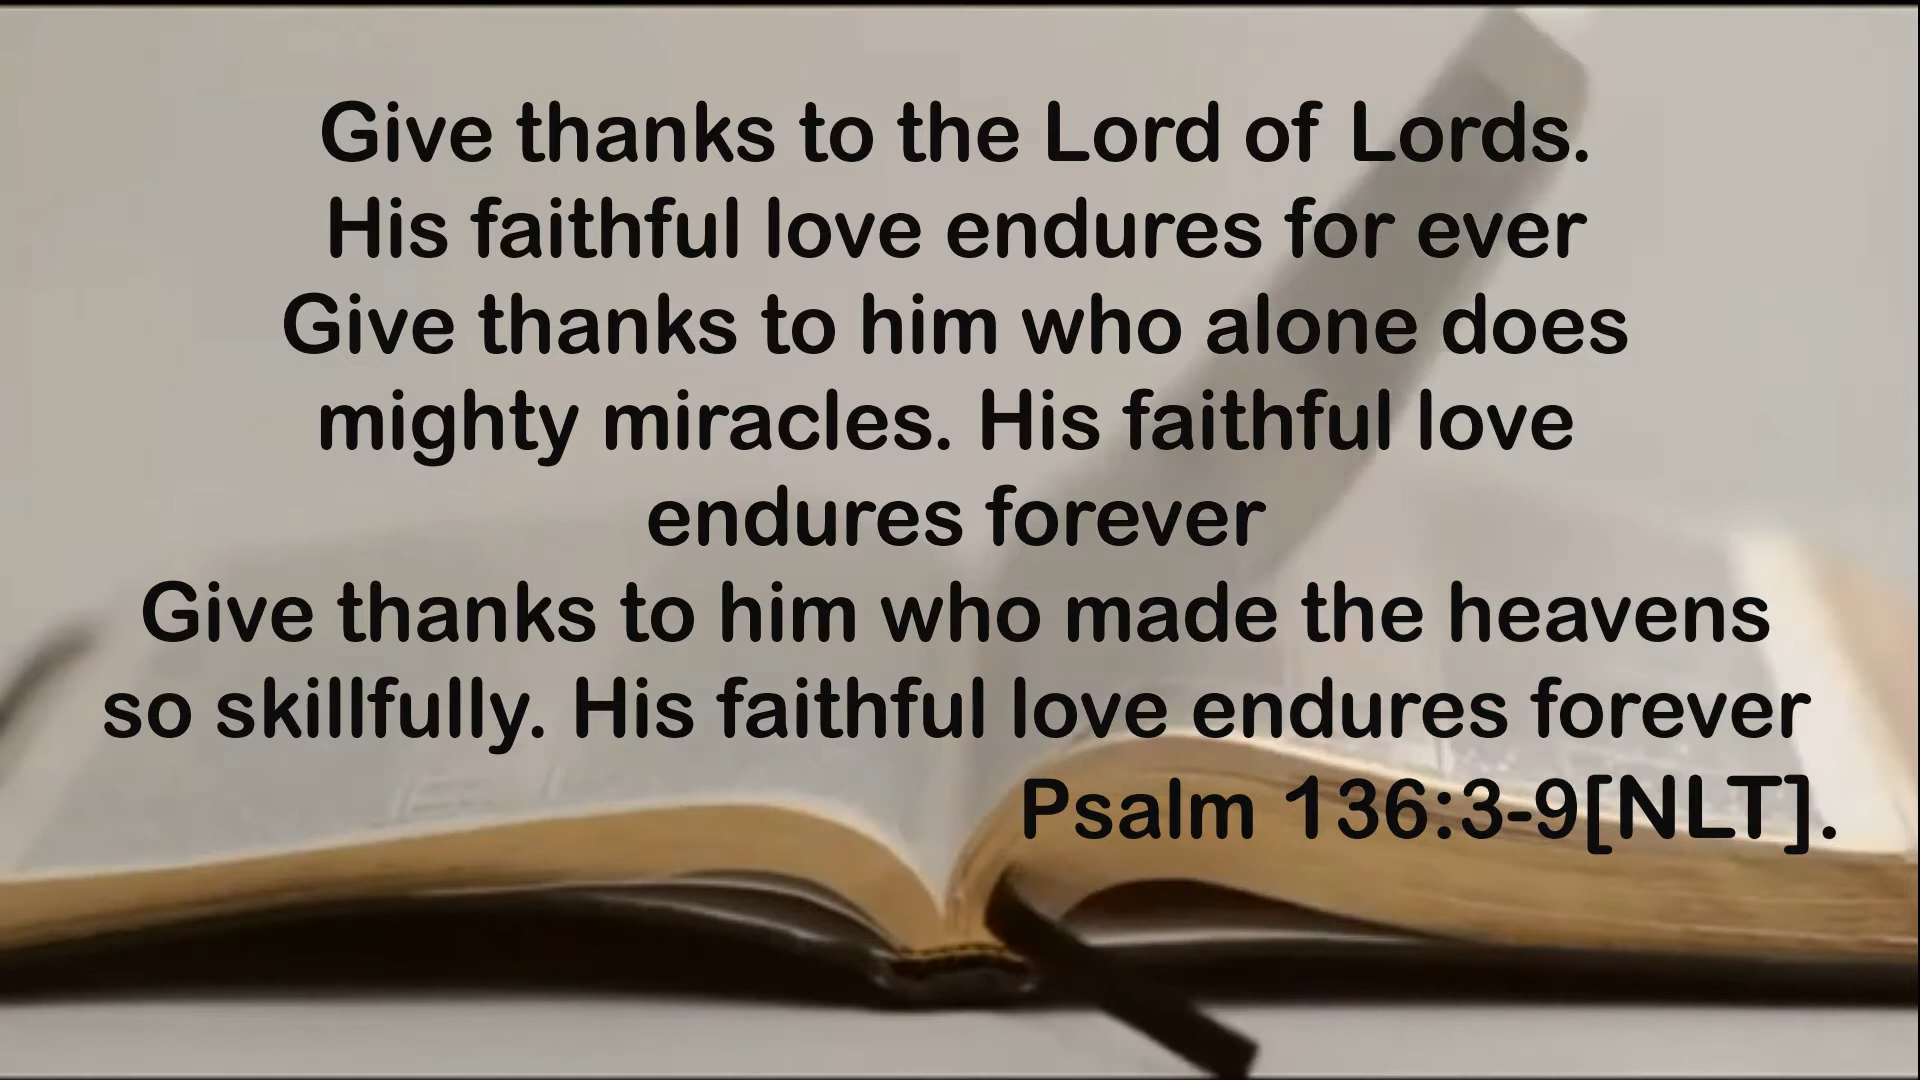 Give thanks to the Lord of Lords.
His faithful love endures for ever
Give thanks to him who alone does
mighty miracles. His faithful love
endures forever
Give thanks to him who made the heavens
so skillfully. His faithful love endures forever
Psalm 136:3-9[NLT].